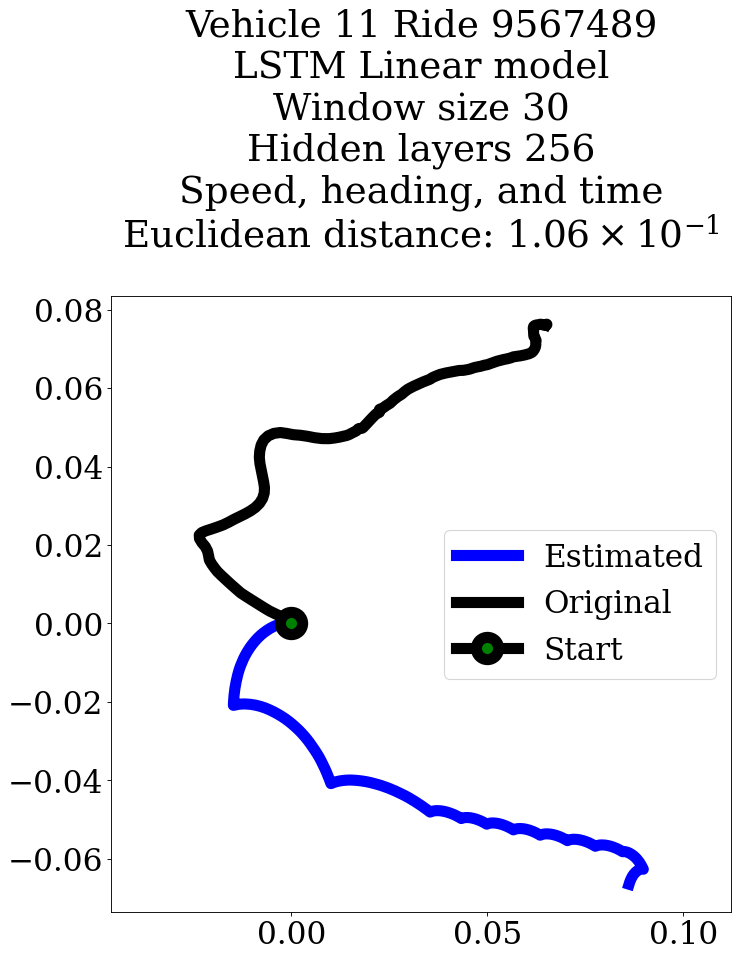 Vehicle 11 Ride 9567489
LSTM Linear model
Window size 30
Hidden layers 256
Speed, heading, and time
Euclidean distance: 1.06 × 10⁻¹
0.08
0.06
0.04
0.02
0.00
−0.02
−0.04
−0.06
Estimated
Original
Start
0.00 0.05 0.10